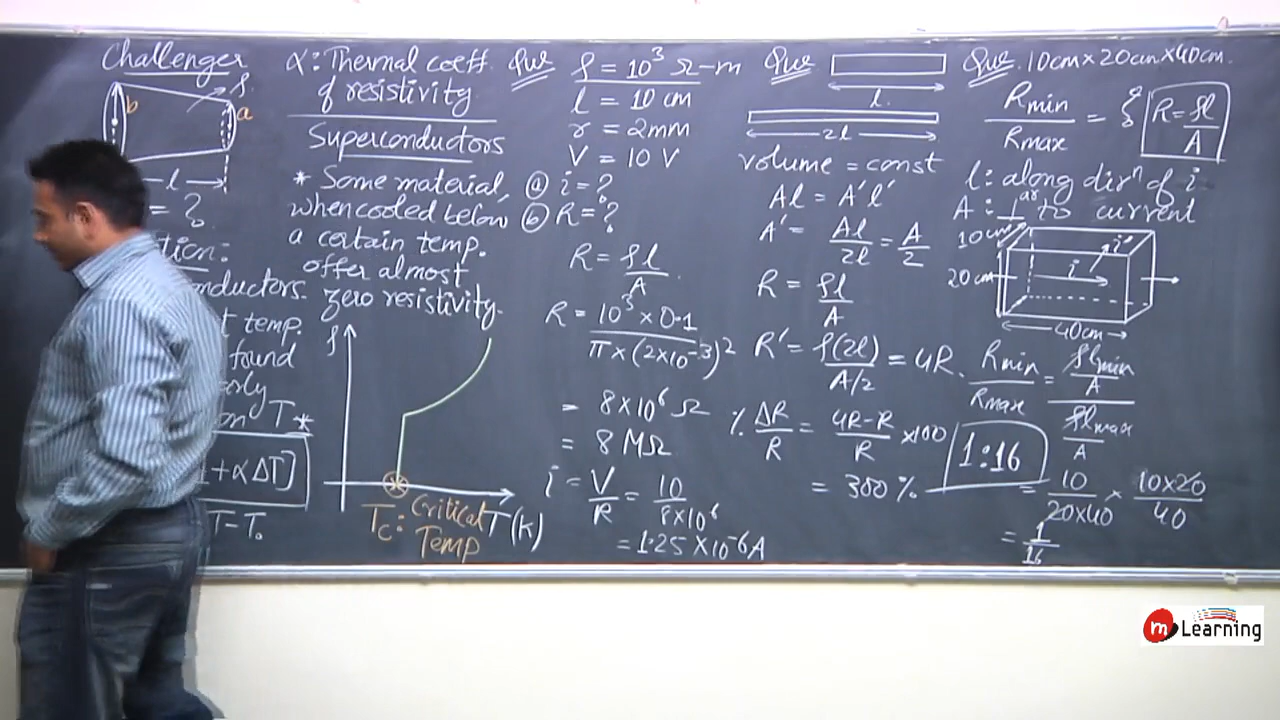 Challenger
ρ
b
a
l
= ?
tion:
nductors.
t temp.
found
orly
on T *
1+α∆T]
T-T₀
α: Thermal coeff.
of resistivity
Superconductors
* Some material,
when cooled below
a certain temp.
offer almost
zero resistivity.
ρ
Tc: Critical
Temp
T(K)
Que
ρ = 10³ Ω-m
l = 10 cm
r = 2mm
V = 10 V
ⓐ i = ?
ⓑ R = ?
R = ρl/A
R = 10³ × 0.1 / π×(2×10⁻³)²
= 8×10⁶ Ω
= 8 MΩ
i = V/R = 10/8×10⁶
= 1.25 × 10⁻⁶ A
Que
l
2l
volume = const
Al = A'l'
A' = Al/2l = A/2
R = ρl/A
R' = ρ(2l)/A/2 = 4R.
% ∆R/R = 4R-R/R ×100
= 300 %
Que. 10cm×20cm×40cm.
Rmin/Rmax = { R = ρl/A
l: along dirⁿ of i
A: ⊥ar to current
10cm
20cm
i
i'
40cm
Rmin/Rmax = ρlmin/A / ρlmax/A
1:16
= 10/20×40 × 10×20/40
= 1/16
m Learning